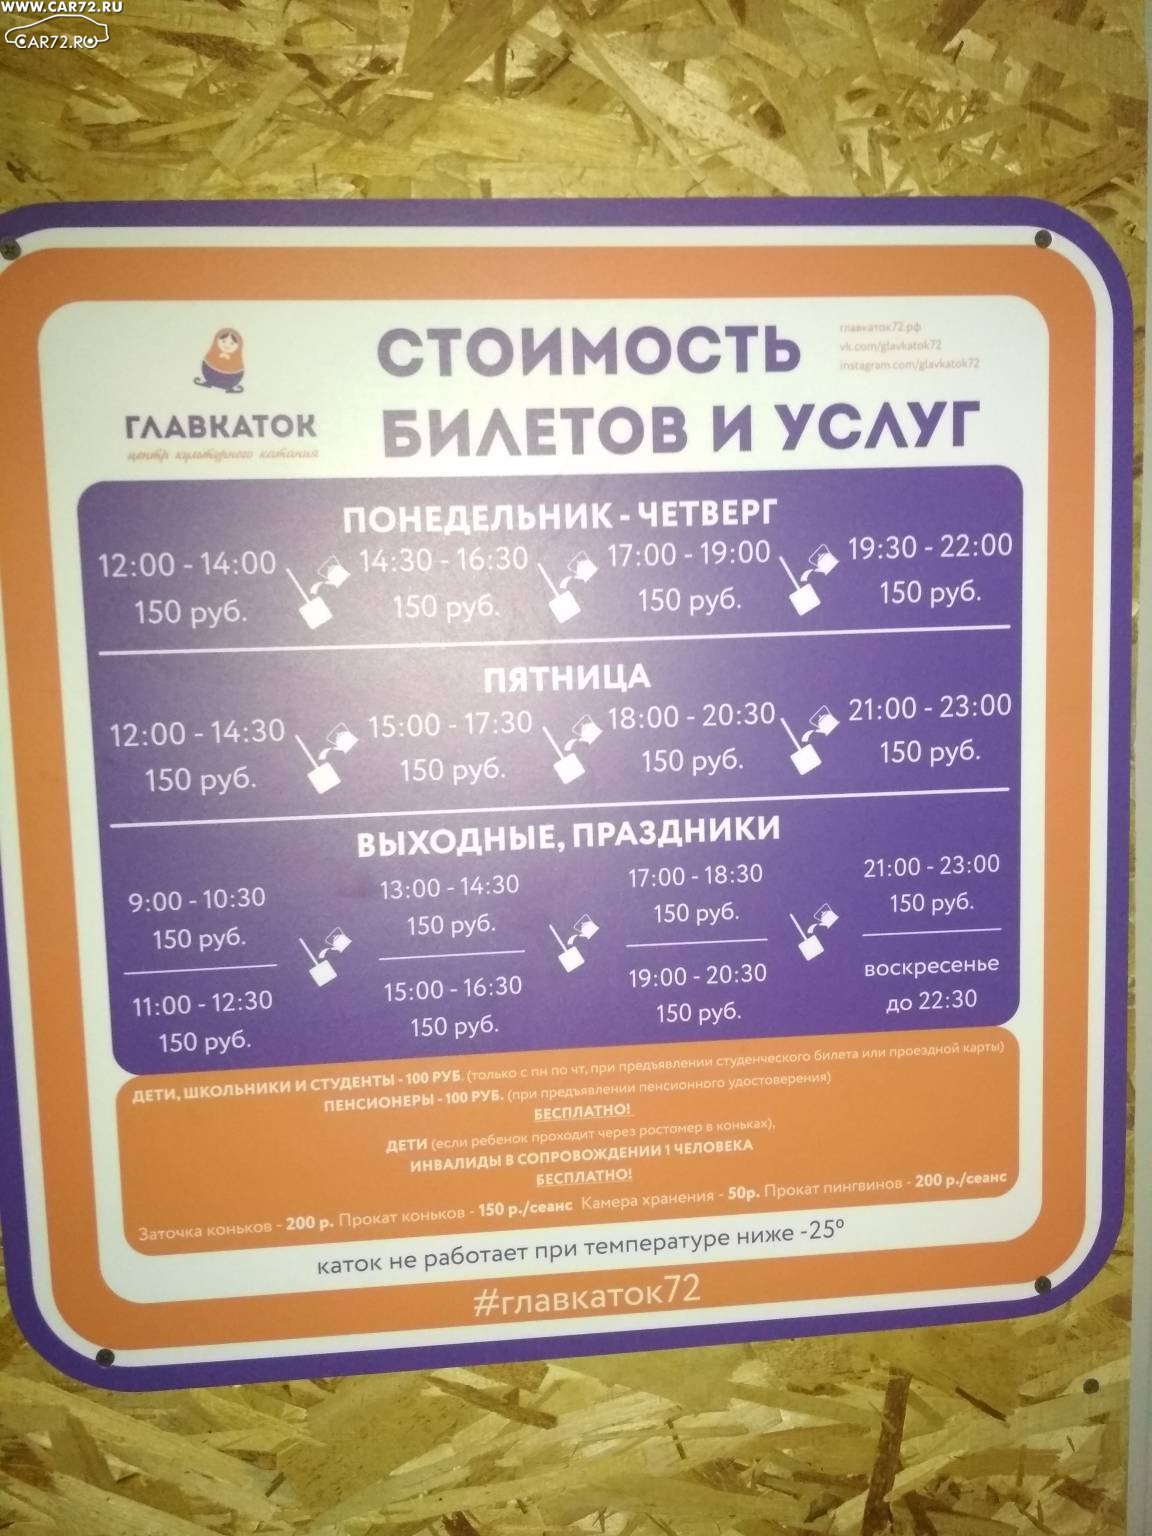 WWW.CAR72.RU
CAR72.RU
СТОИМОСТЬ
БИЛЕТОВ И УСЛУГ
главкаток72.рф
vk.com/glavkatok72
instagram.com/glavkatok72
ГЛАВКАТОК
центр культурного катания
ПОНЕДЕЛЬНИК - ЧЕТВЕРГ
12:00 - 14:00 14:30 - 16:30 17:00 - 19:00 19:30 - 22:00
150 руб. 150 руб. 150 руб. 150 руб.
ПЯТНИЦА
12:00 - 14:30 15:00 - 17:30 18:00 - 20:30 21:00 - 23:00
150 руб. 150 руб. 150 руб. 150 руб.
ВЫХОДНЫЕ, ПРАЗДНИКИ
9:00 - 10:30 13:00 - 14:30 17:00 - 18:30 21:00 - 23:00
150 руб. 150 руб. 150 руб. 150 руб.
11:00 - 12:30 15:00 - 16:30 19:00 - 20:30 воскресенье
150 руб. 150 руб. 150 руб. до 22:30
ДЕТИ, ШКОЛЬНИКИ И СТУДЕНТЫ - 100 РУБ. (только с пн по чт, при предъявлении студенческого билета или проездной карты)
ПЕНСИОНЕРЫ - 100 РУБ. (при предъявлении пенсионного удостоверения)
БЕСПЛАТНО!
ДЕТИ (если ребенок проходит через ростомер в коньках),
ИНВАЛИДЫ В СОПРОВОЖДЕНИИ 1 ЧЕЛОВЕКА
БЕСПЛАТНО!
Заточка коньков - 200 р. Прокат коньков - 150 р./сеанс Камера хранения - 50р. Прокат пингвинов - 200 р./сеанс
каток не работает при температуре ниже -25º
#главкаток72